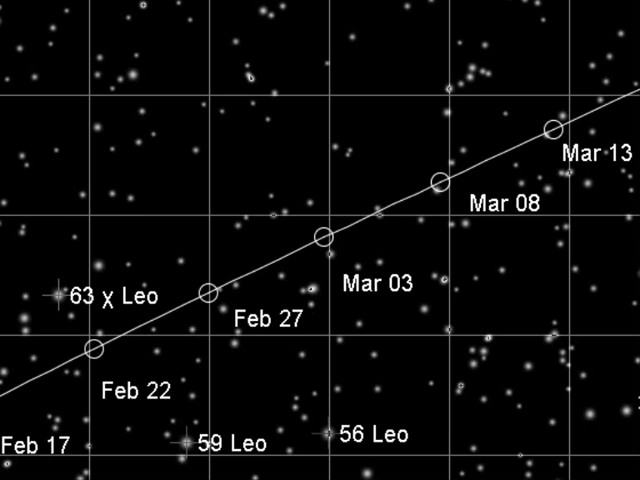 Mar 13
Mar 08
Mar 03
63 χ Leo
Feb 27
Feb 22
59 Leo
56 Leo
Feb 17